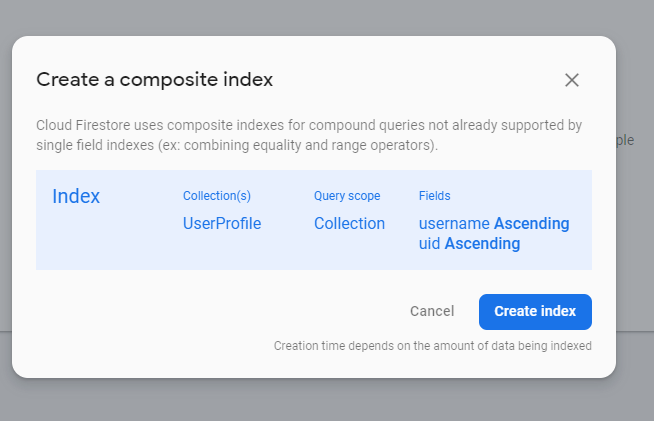 Create a composite index
Cloud Firestore uses composite indexes for compound queries not already supported by
single field indexes (ex: combining equality and range operators).
ple
Index
Collection(s)
Query scope
Fields
UserProfile
Collection
username Ascending
uid Ascending
Cancel
Create index
Creation time depends on the amount of data being indexed